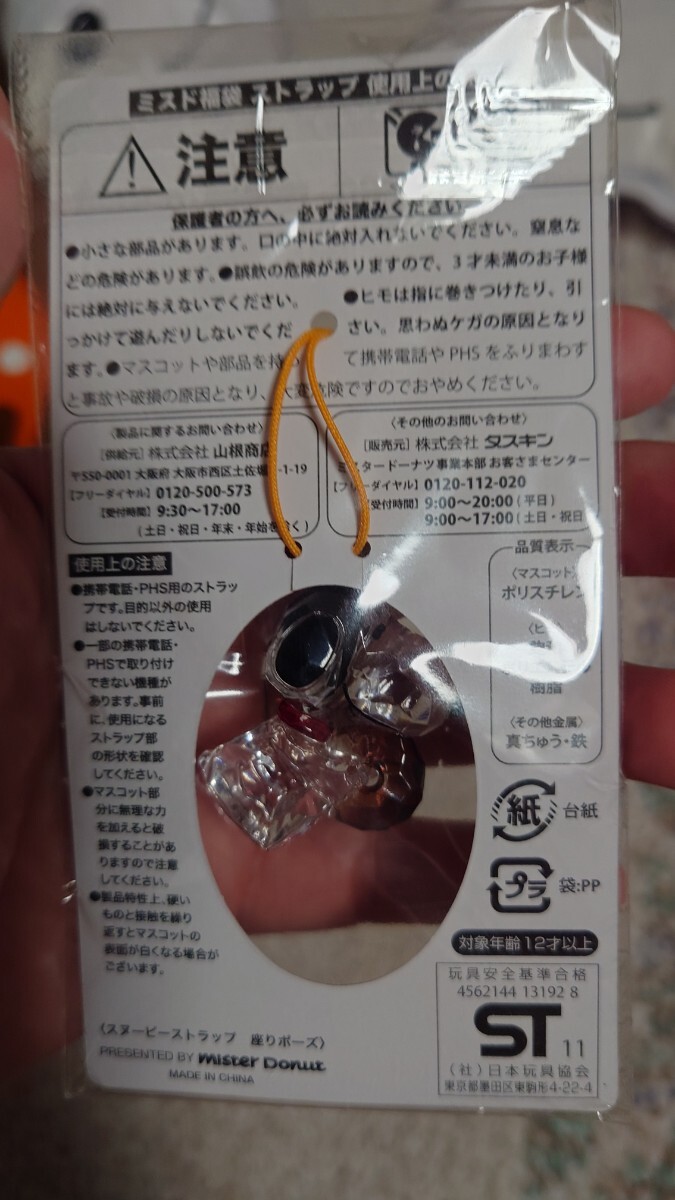 ミスド福袋 ストラップ 使用上の
注意
保護者の方へ、必ずお読みください
●小さな部品があります。口の中に絶対入れないでください。窒息な
どの危険があります。●誤飲の危険がありますので、3才未満のお子様
には絶対に与えないでください。 ●ヒモは指に巻きつけたり、引
っかけて遊んだりしないでくだ さい。思わぬケガの原因となり
ます。●マスコットや部品を持っ て携帯電話やPHSをふりまわす
と事故や破損の原因となり、大変危険ですのでおやめください。
〈製品に関するお問い合わせ〉
[供給元] 株式会社 山根商店
〒550-0001 大阪府 大阪市西区土佐堀 -1-19
【フリーダイヤル】0120-500-573
【受付時間】9:30〜17:00
(土日・祝日・年末・年始を除く)
〈その他のお問い合わせ〉
[販売元] 株式会社 ダスキン
ミスタードーナツ事業本部 お客さまセンター
【フリーダイヤル】0120-112-020
【受付時間】9:00〜20:00(平日)
9:00〜17:00(土日・祝日
使用上の注意
●携帯電話・PHS用のストラッ
プです。目的以外の使用
はしないでください。
●一部の携帯電話・
PHSで取り付け
できない機種が
あります。事前
に、使用になる
ストラップ部
の形状を確認
してください。
●マスコット部
分に無理な力
を加えると破
損することがあ
りますので注意
してください。
●製品特性上、硬い
ものと接触を繰り
返すとマスコットの
表面が白くなる場合が
ございます。
品質表示
〈マスコット〉
ポリスチレン
樹脂
〈その他金属〉
真ちゅう・鉄
紙 台紙
プラ 袋:PP
対象年齢12才以上
玩具安全基準合格
4562144 13192 8
ST 11
(社)日本玩具協会
東京都墨田区東駒形4-22-4
〈スヌーピーストラップ 座りポーズ〉
PRESENTED BY mister Donut
MADE IN CHINA